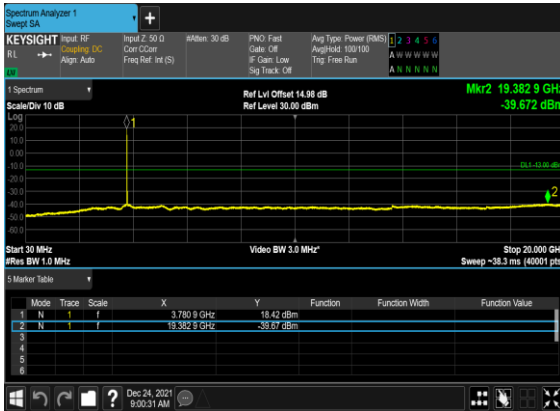 Spectrum Analyzer 1
Swept SA
+
KEYSIGHT Input: RF Input Z: 50 Ω #Atten: 30 dB PNO: Fast Avg Type: Power (RMS) 1 2 3 4 5 6
RL Coupling: DC Corr CCorr Gate: Off Avg|Hold: 100/100 A W W W W W
Align: Auto Freq Ref: Int (S) IF Gain: Low Trig: Free Run
Sig Track: Off A N N N N N
1 Spectrum Ref Lvl Offset 14.98 dB Mkr2 19.382 9 GHz
Scale/Div 10 dB Ref Level 30.00 dBm -39.672 dBm
Log
20.0
10.0
0.00
-10.0
-20.0
-30.0
-40.0
-50.0
-60.0
1
DL1 -13.00 dBm
2
Start 30 MHz Video BW 3.0 MHz* Stop 20.000 GHz
#Res BW 1.0 MHz Sweep ~38.3 ms (40001 pts)
5 Marker Table
Mode Trace Scale X Y Function Function Width Function Value
1 N 1 f 3.780 9 GHz 18.42 dBm
2 N 1 f 19.382 9 GHz -39.67 dBm
3
4
5
6
? Dec 24, 2021
9:00:31 AM